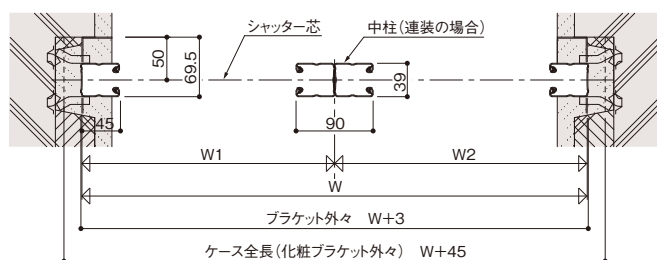 シャッター芯
中柱(連装の場合)
50
69.5
39
45
90
W1
W2
W
ブラケット外々 W+3
ケース全長(化粧ブラケット外々) W+45